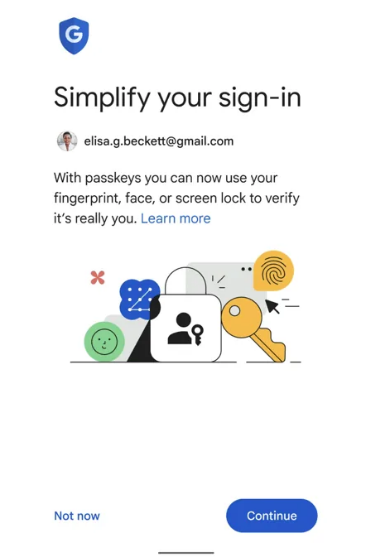 G
Simplify your sign-in
elisa.g.beckett@gmail.com
With passkeys you can now use your
fingerprint, face, or screen lock to verify
it's really you. Learn more
Not now
Continue